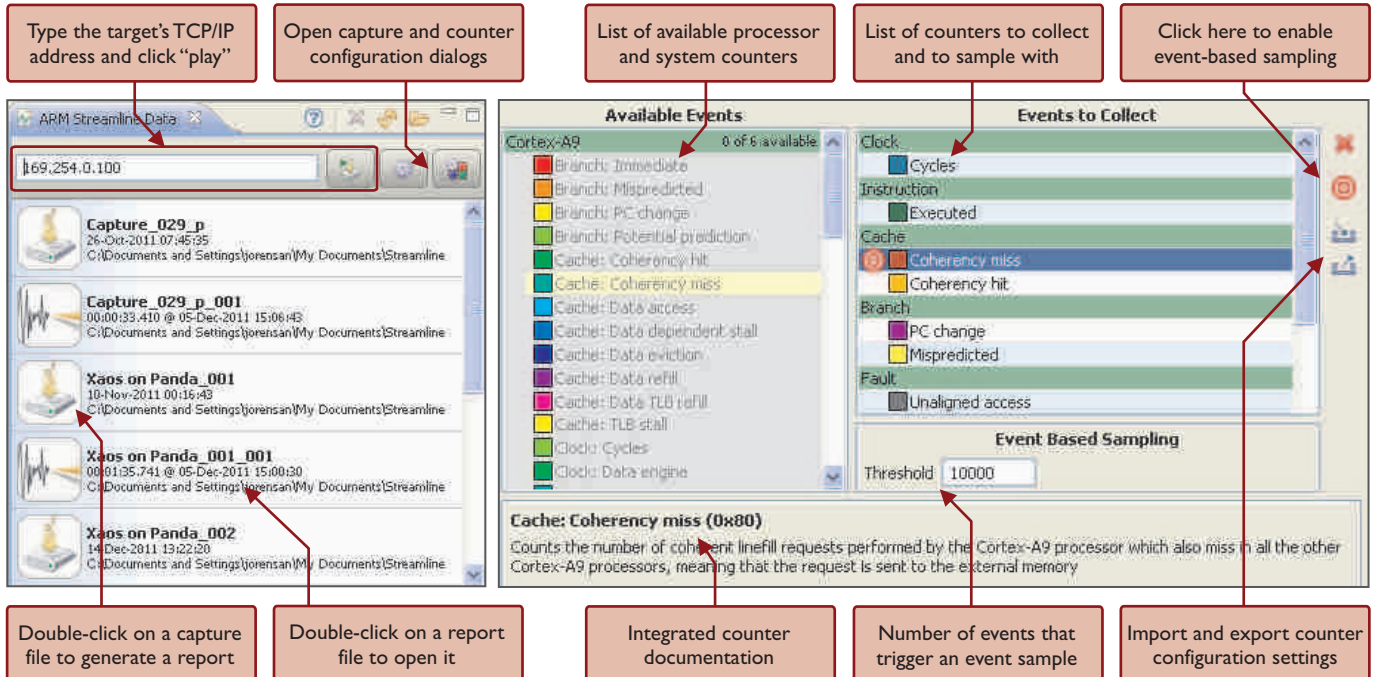 Type the target's TCP/IP
address and click “play”
Open capture and counter
configuration dialogs
List of available processor
and system counters
List of counters to collect
and to sample with
Click here to enable
event-based sampling
ARM Streamline Data
169.254.0.100
Capture_029_p
26-Oct-2011 07:45:35
C:\Documents and Settings\jorensan\My Documents\Streamline
Capture_029_p_001
00:00:33.410 @ 05-Dec-2011 15:06:43
C:\Documents and Settings\jorensan\My Documents\Streamline
Xaos on Panda_001
10-Nov-2011 00:16:43
C:\Documents and Settings\jorensan\My Documents\Streamline
Xaos on Panda_001_001
00:01:35.741 @ 05-Dec-2011 15:00:30
C:\Documents and Settings\jorensan\My Documents\Streamline
Xaos on Panda_002
14-Dec-2011 13:22:20
C:\Documents and Settings\jorensan\My Documents\Streamline
Available Events
Cortex-A9 0 of 6 available
Branch: Immediate
Branch: Mispredicted
Branch: PC change
Branch: Potential prediction
Cache: Coherency hit
Cache: Coherency miss
Cache: Data access
Cache: Data dependent stall
Cache: Data eviction
Cache: Data refill
Cache: Data TLB refill
Cache: TLB stall
Clock: Cycles
Clock: Data engine
Events to Collect
Clock
Cycles
Instruction
Executed
Cache
Coherency miss
Coherency hit
Branch
PC change
Mispredicted
Fault
Unaligned access
Event Based Sampling
Threshold 10000
Cache: Coherency miss (0x80)
Counts the number of coherent linefill requests performed by the Cortex-A9 processor which also miss in all the other
Cortex-A9 processors, meaning that the request is sent to the external memory
Double-click on a capture
file to generate a report
Double-click on a report
file to open it
Integrated counter
documentation
Number of events that
trigger an event sample
Import and export counter
configuration settings